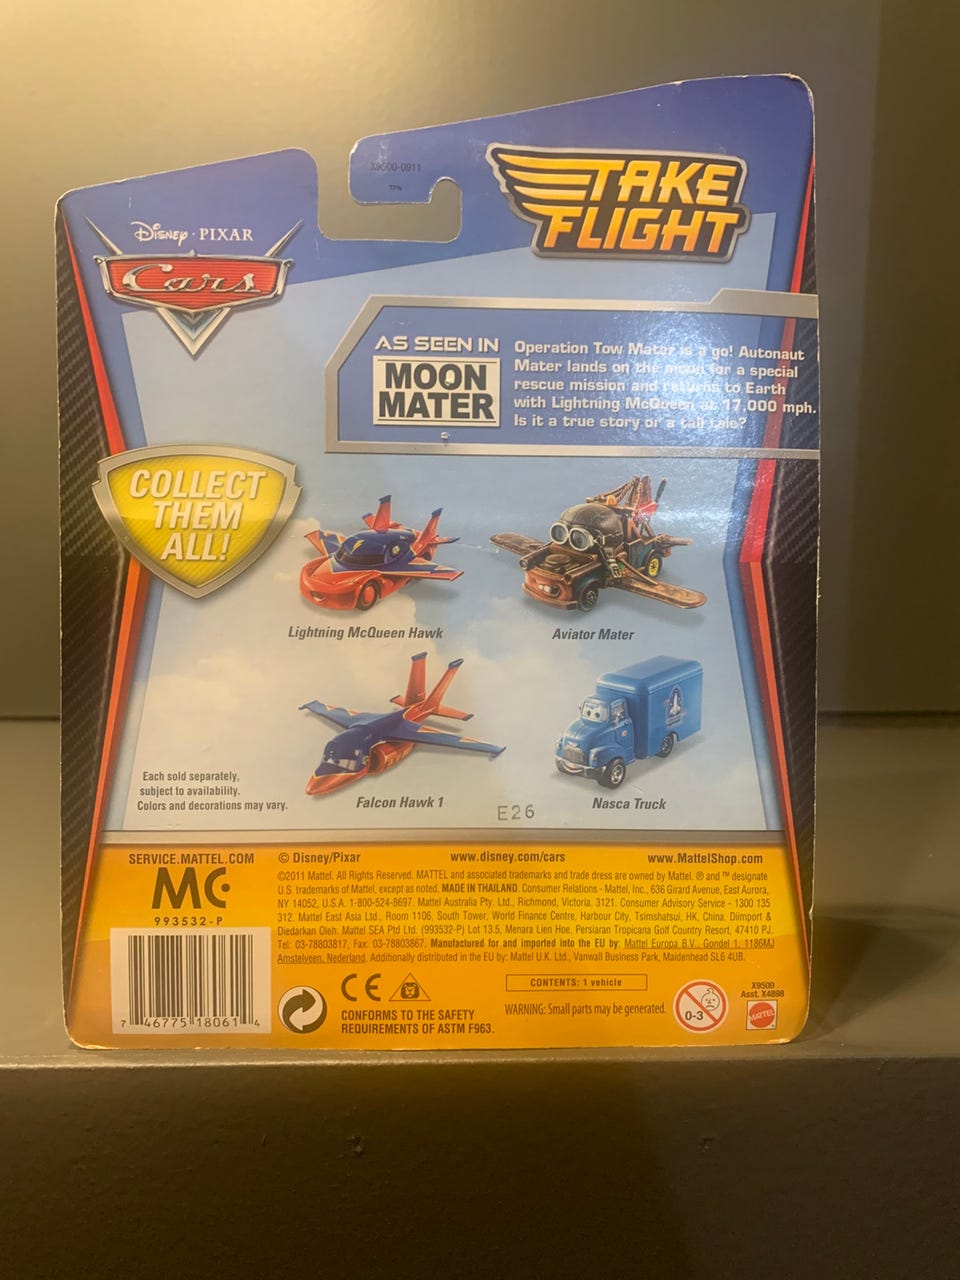 X9500-0911
TPN
TAKE
FLIGHT
Disney · PIXAR
Cars
AS SEEN IN
MOON
MATER
Operation Tow Mater is a go! Autonaut
Mater lands on the moon for a special
rescue mission and returns to Earth
with Lightning McQueen at 17,000 mph.
Is it a true story or a tall tale?
COLLECT
THEM
ALL!
Lightning McQueen Hawk
Aviator Mater
Falcon Hawk 1
Nasca Truck
Each sold separately,
subject to availability.
Colors and decorations may vary.
E26
SERVICE.MATTEL.COM
© Disney/Pixar
www.disney.com/cars
www.MattelShop.com
MC
993532-P
©2011 Mattel. All Rights Reserved. MATTEL and associated trademarks and trade dress are owned by Mattel. ® and ™ designate
U.S. trademarks of Mattel, except as noted. MADE IN THAILAND. Consumer Relations - Mattel, Inc., 636 Girard Avenue, East Aurora,
NY 14052, U.S.A. 1-800-524-8697. Mattel Australia Pty. Ltd., Richmond, Victoria. 3121. Consumer Advisory Service - 1300 135
312. Mattel East Asia Ltd., Room 1106, South Tower, World Finance Centre, Harbour City, Tsimshatsui, HK, China. Diimport &
Diedarkan Oleh: Mattel SEA Ptd Ltd. (993532-P) Lot 13.5, Menara Lien Hoe, Persiaran Tropicana Golf Country Resort, 47410 PJ.
Tel: 03-78803817, Fax: 03-78803867. Manufactured for and imported into the EU by: Mattel Europa B.V., Gondel 1, 1186MJ
Amstelveen, Nederland. Additionally distributed in the EU by: Mattel U.K. Ltd., Vanwall Business Park, Maidenhead SL6 4UB.
7 46775 18061 4
CE
CONFORMS TO THE SAFETY
REQUIREMENTS OF ASTM F963.
CONTENTS: 1 vehicle
WARNING: Small parts may be generated.
0-3
X9500
Asst. X4898
MATTEL